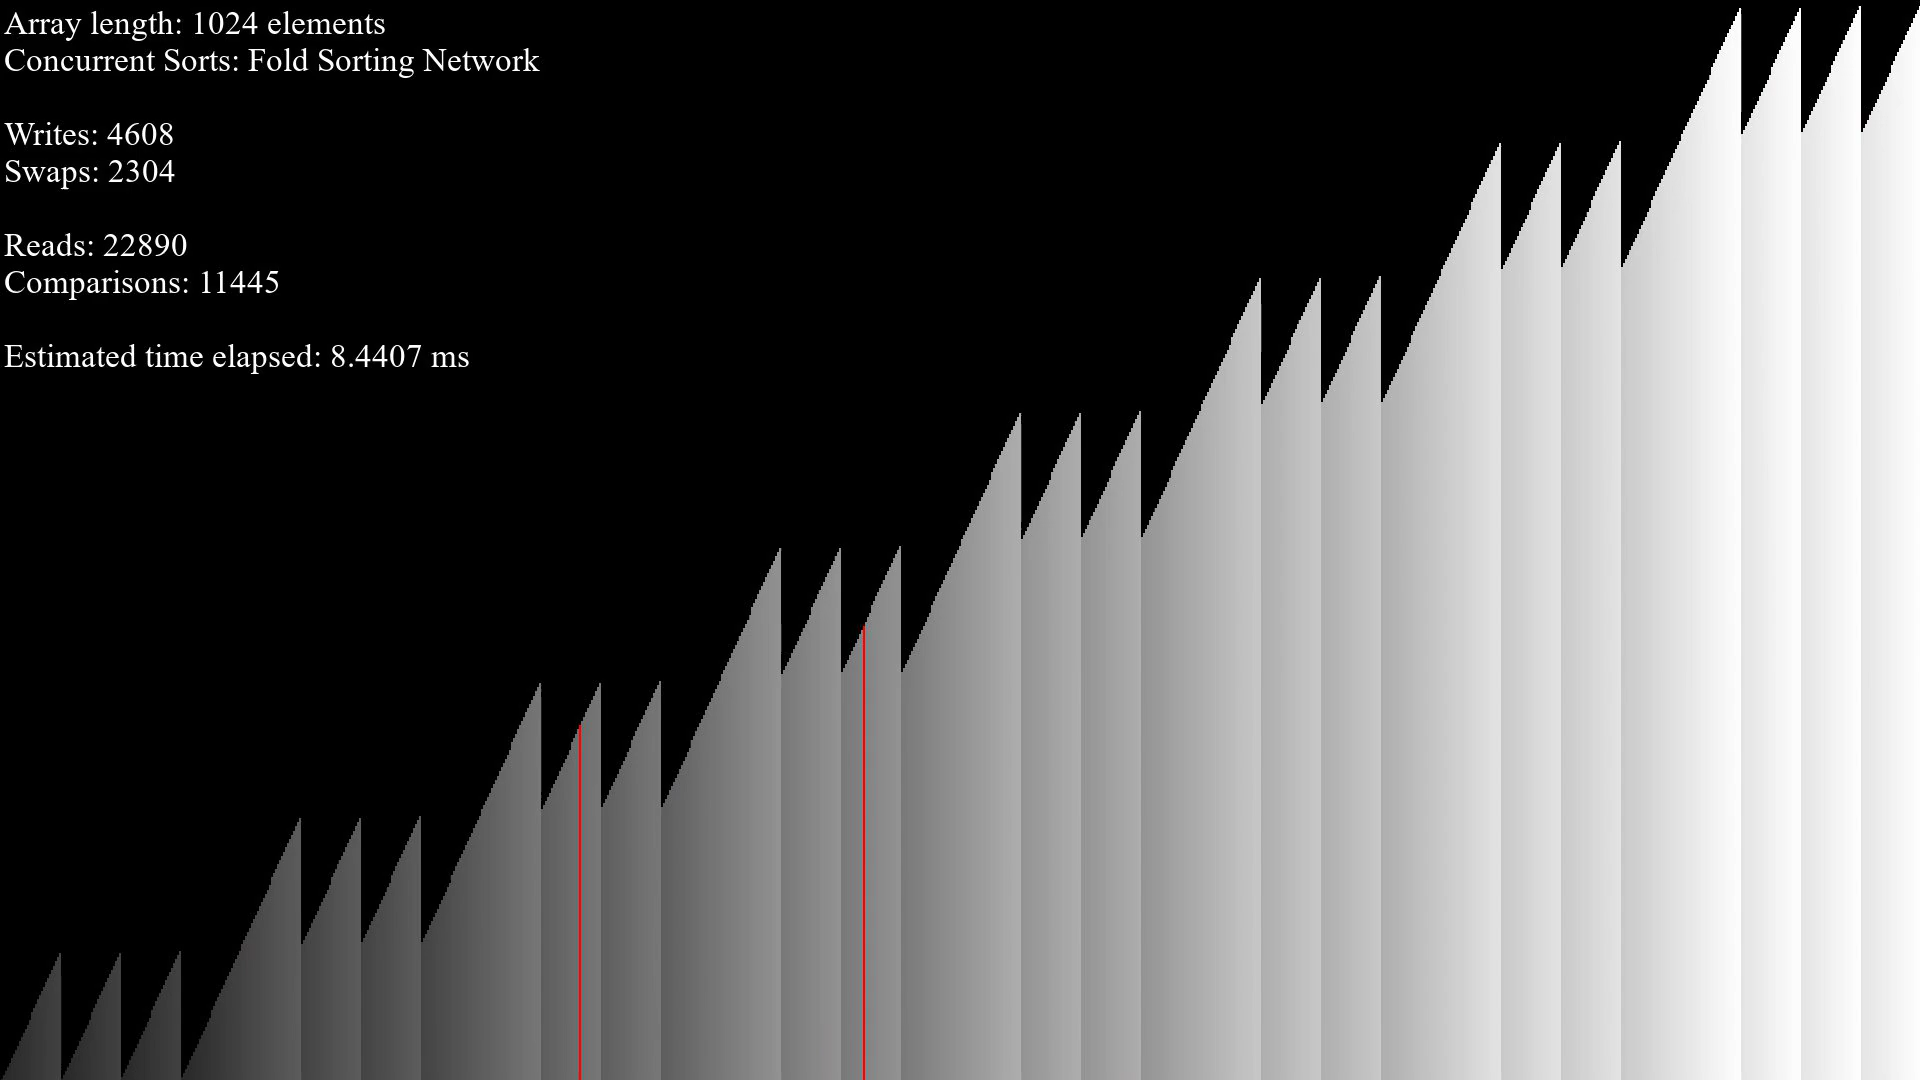 Array length: 1024 elements
Concurrent Sorts: Fold Sorting Network
Writes: 4608
Swaps: 2304
Reads: 22890
Comparisons: 11445
Estimated time elapsed: 8.4407 ms